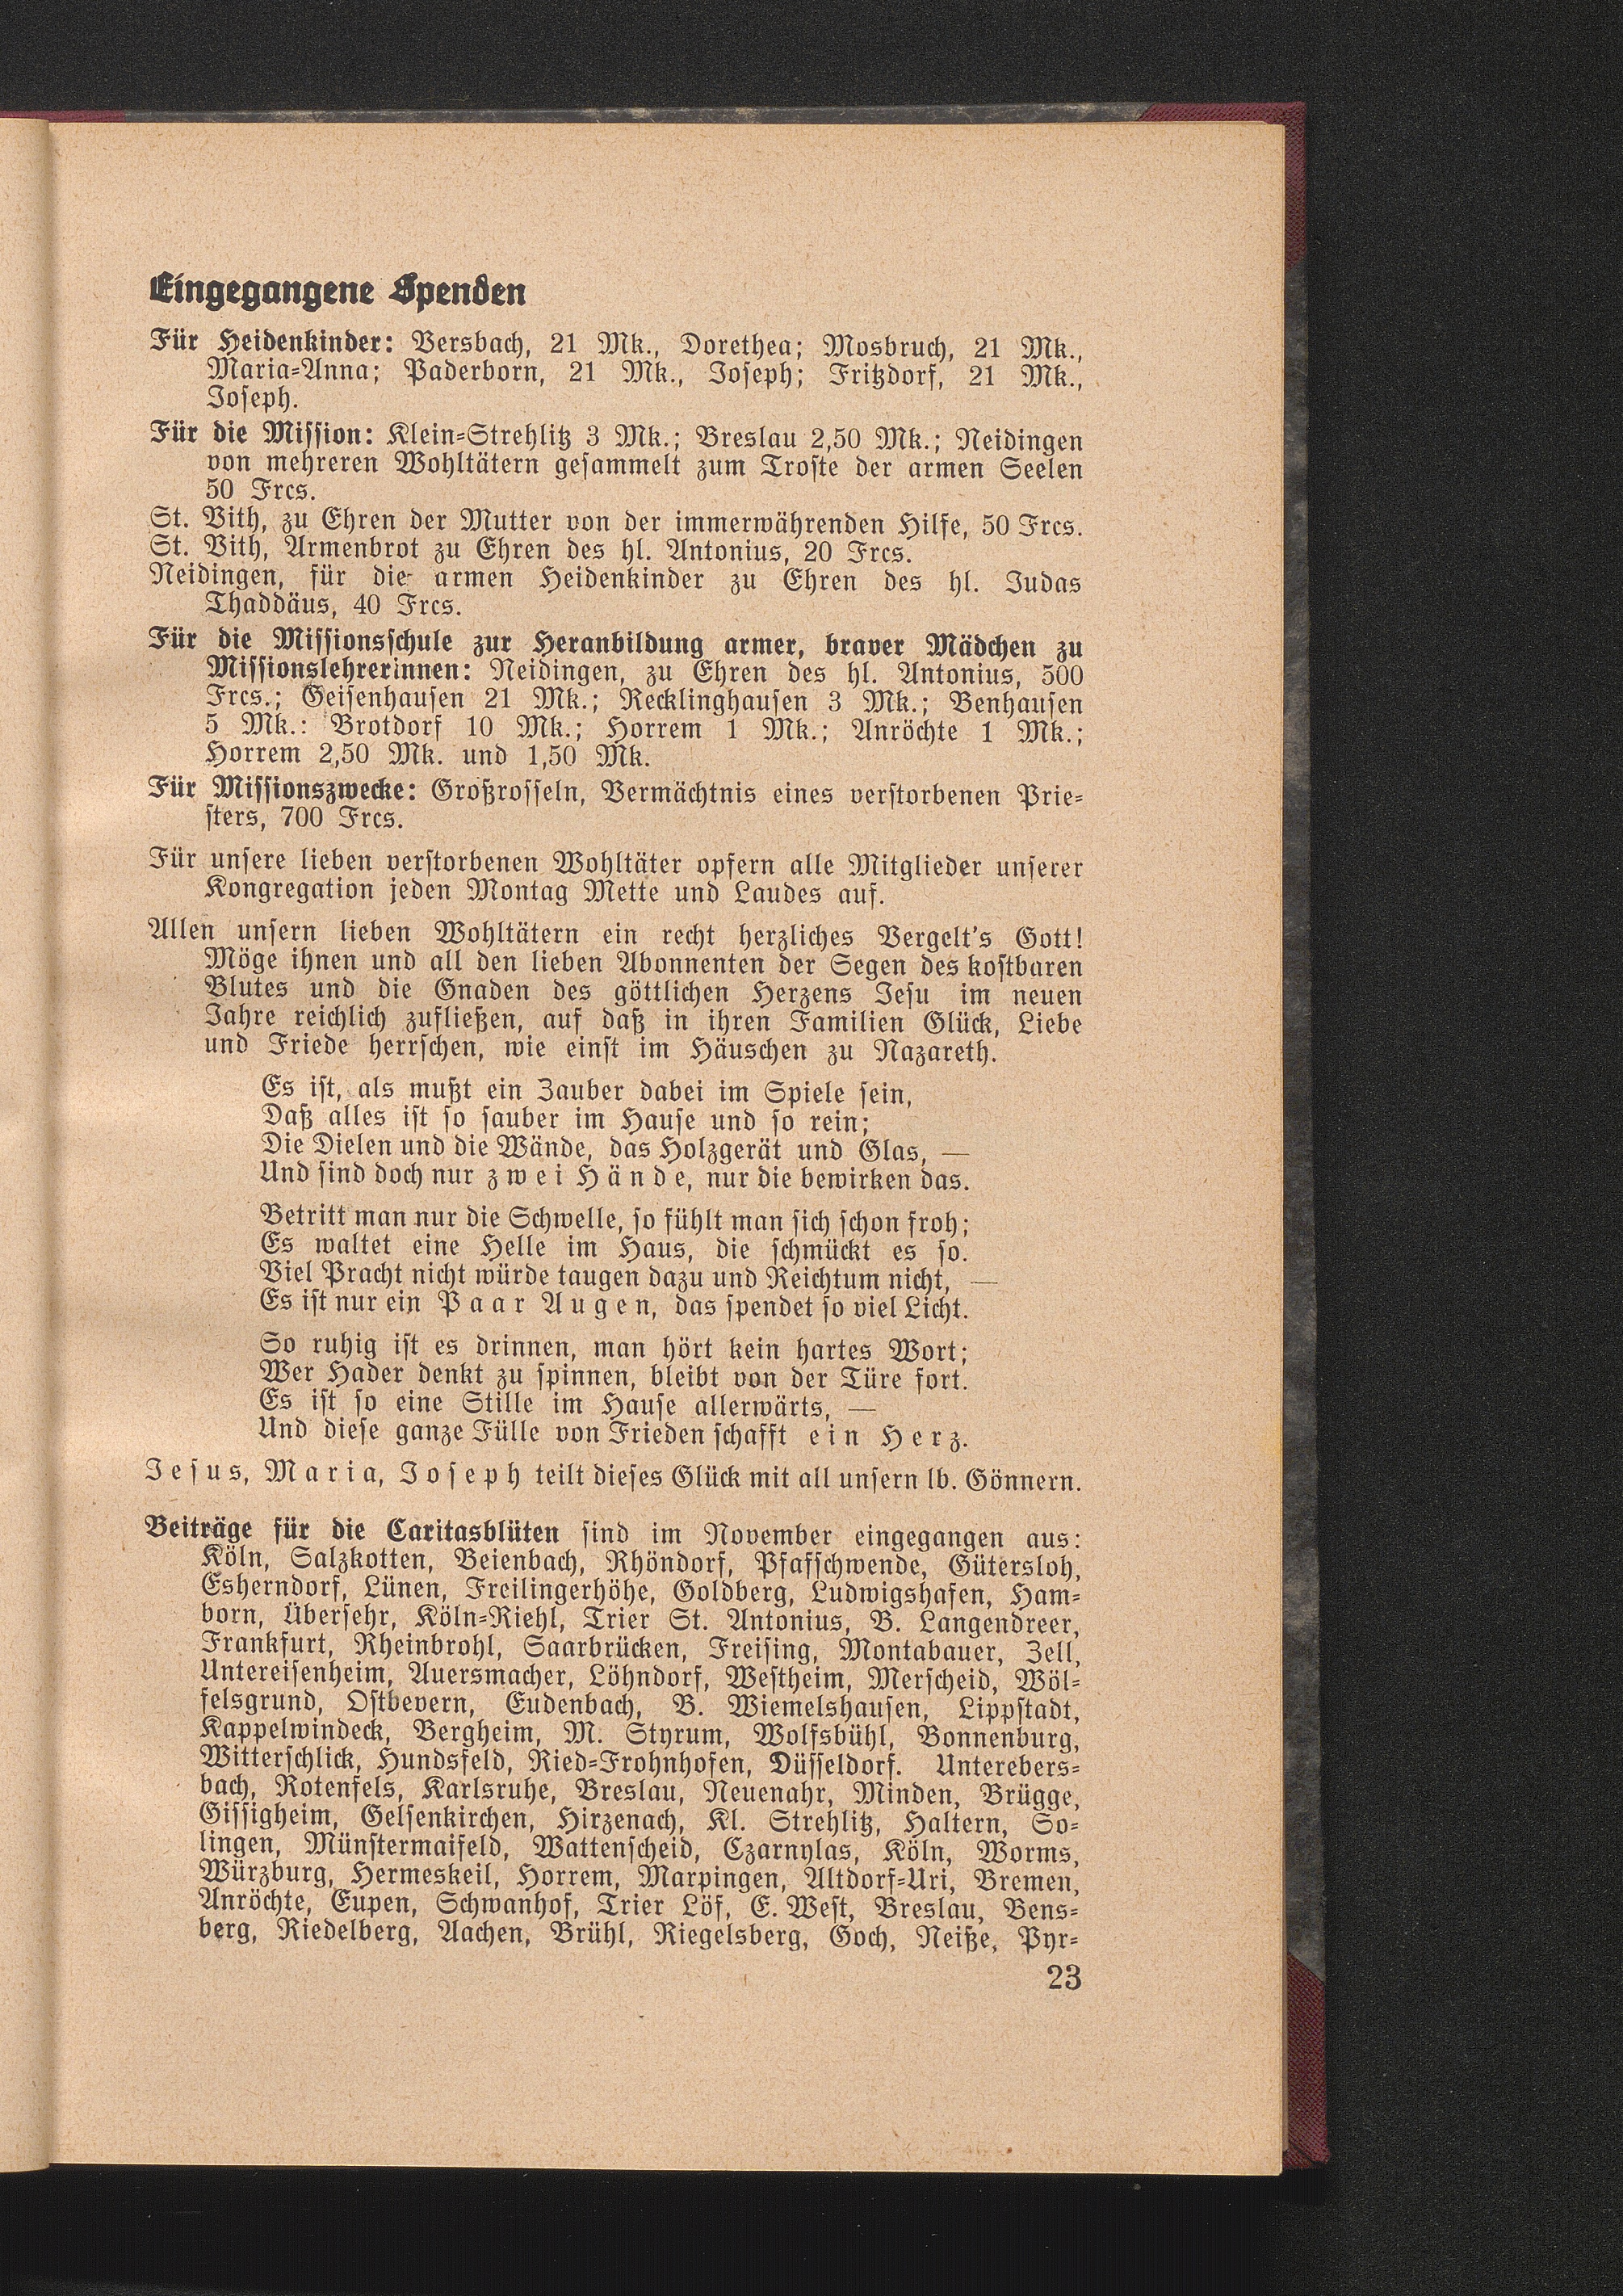 Eingegangene Spenden
Für Heidenkinder: Versbach, 21 Mk., Dorethea; Mosbruch, 21 Mk.,
Maria-Anna; Paderborn, 21 Mk., Joseph; Fritzdorf, 21 Mk.,
Joseph.
Für die Mission: Klein-Strehlitz 3 Mk.; Breslau 2,50 Mk.; Neidingen
von mehreren Wohltätern gesammelt zum Troste der armen Seelen
50 Frcs.
St. Vith, zu Ehren der Mutter von der immerwährenden Hilfe, 50 Frcs.
St. Vith, Armenbrot zu Ehren des hl. Antonius, 20 Frcs.
Neidingen, für die armen Heidenkinder zu Ehren des hl. Judas
Thaddäus, 40 Frcs.
Für die Missionsschule zur Heranbildung armer, braver Mädchen zu
Missionslehrerinnen: Neidingen, zu Ehren des hl. Antonius, 500
Frcs.; Geisenhausen 21 Mk.; Recklinghausen 3 Mk.; Benhausen
5 Mk.: Brotdorf 10 Mk.; Horrem 1 Mk.; Anröchte 1 Mk.;
Horrem 2,50 Mk. und 1,50 Mk.
Für Missionszwecke: Großrosseln, Vermächtnis eines verstorbenen Prie-
sters, 700 Frcs.
Für unsere lieben verstorbenen Wohltäter opfern alle Mitglieder unserer
Kongregation jeden Montag Mette und Laudes auf.
Allen unsern lieben Wohltätern ein recht herzliches Vergelt's Gott!
Möge ihnen und all den lieben Abonnenten der Segen des kostbaren
Blutes und die Gnaden des göttlichen Herzens Jesu im neuen
Jahre reichlich zufließen, auf daß in ihren Familien Glück, Liebe
und Friede herrschen, wie einst im Häuschen zu Nazareth.
Es ist, als mußt ein Zauber dabei im Spiele sein,
Daß alles ist so sauber im Hause und so rein;
Die Dielen und die Wände, das Holzgerät und Glas, —
Und sind doch nur zwei Hände, nur die bewirken das.
Betritt man nur die Schwelle, so fühlt man sich schon froh;
Es waltet eine Helle im Haus, die schmückt es so.
Viel Pracht nicht würde taugen dazu und Reichtum nicht, —
Es ist nur ein Paar Augen, das spendet so viel Licht.
So ruhig ist es drinnen, man hört kein hartes Wort;
Wer Hader denkt zu spinnen, bleibt von der Türe fort.
Es ist so eine Stille im Hause allerwärts, —
Und diese ganze Fülle von Frieden schafft ein Herz.
Jesus, Maria, Joseph teilt dieses Glück mit all unsern lb. Gönnern.
Beiträge für die Caritasblüten sind im November eingegangen aus:
Köln, Salzkotten, Beienbach, Rhöndorf, Pfaffschwende, Gütersloh,
Esherndorf, Lünen, Freilingerhöhe, Goldberg, Ludwigshafen, Ham-
born, Übersehr, Köln-Riehl, Trier St. Antonius, B. Langendreer,
Frankfurt, Rheinbrohl, Saarbrücken, Freising, Montabauer, Zell,
Untereisenheim, Auersmacher, Löhndorf, Westheim, Merscheid, Wöl-
felsgrund, Ostbevern, Eudenbach, B. Wiemelshausen, Lippstadt,
Kappelwindeck, Bergheim, M. Styrum, Wolfsbühl, Bonnenburg,
Witterschlick, Hundsfeld, Ried-Frohnhofen, Düsseldorf. Unterebers-
bach, Rotenfels, Karlsruhe, Breslau, Neuenahr, Minden, Brügge,
Gissigheim, Gelsenkirchen, Hirzenach, Kl. Strehlitz, Haltern, So-
lingen, Münstermaifeld, Wattenscheid, Czarnylas, Köln, Worms,
Würzburg, Hermeskeil, Horrem, Marpingen, Altdorf-Uri, Bremen,
Anröchte, Eupen, Schwanhof, Trier Löf, E. West, Breslau, Bens-
berg, Riedelberg, Aachen, Brühl, Riegelsberg, Goch, Neiße, Pyr-
23